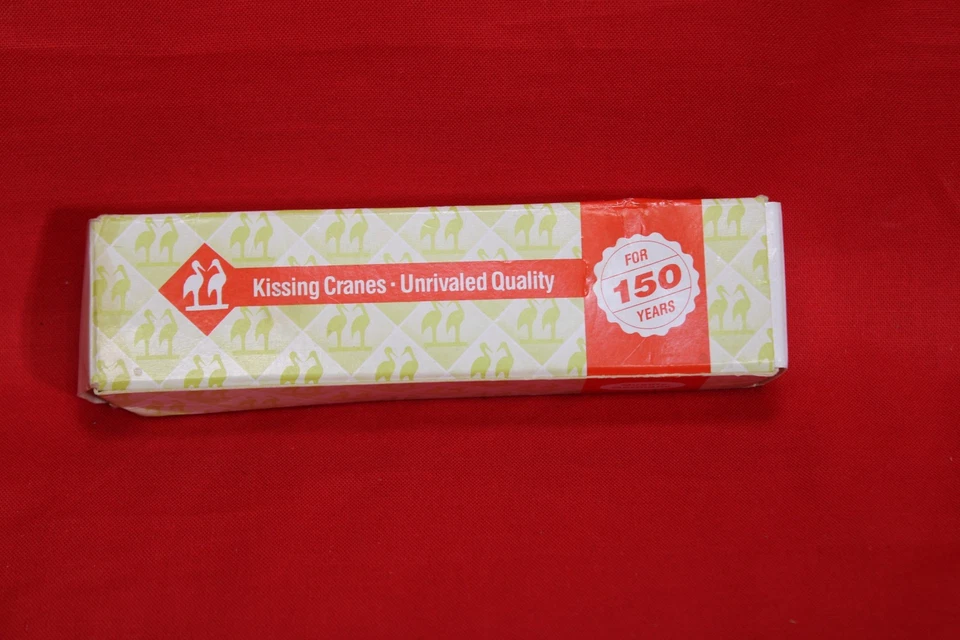 Kissing Cranes · Unrivaled Quality
FOR
150
YEARS